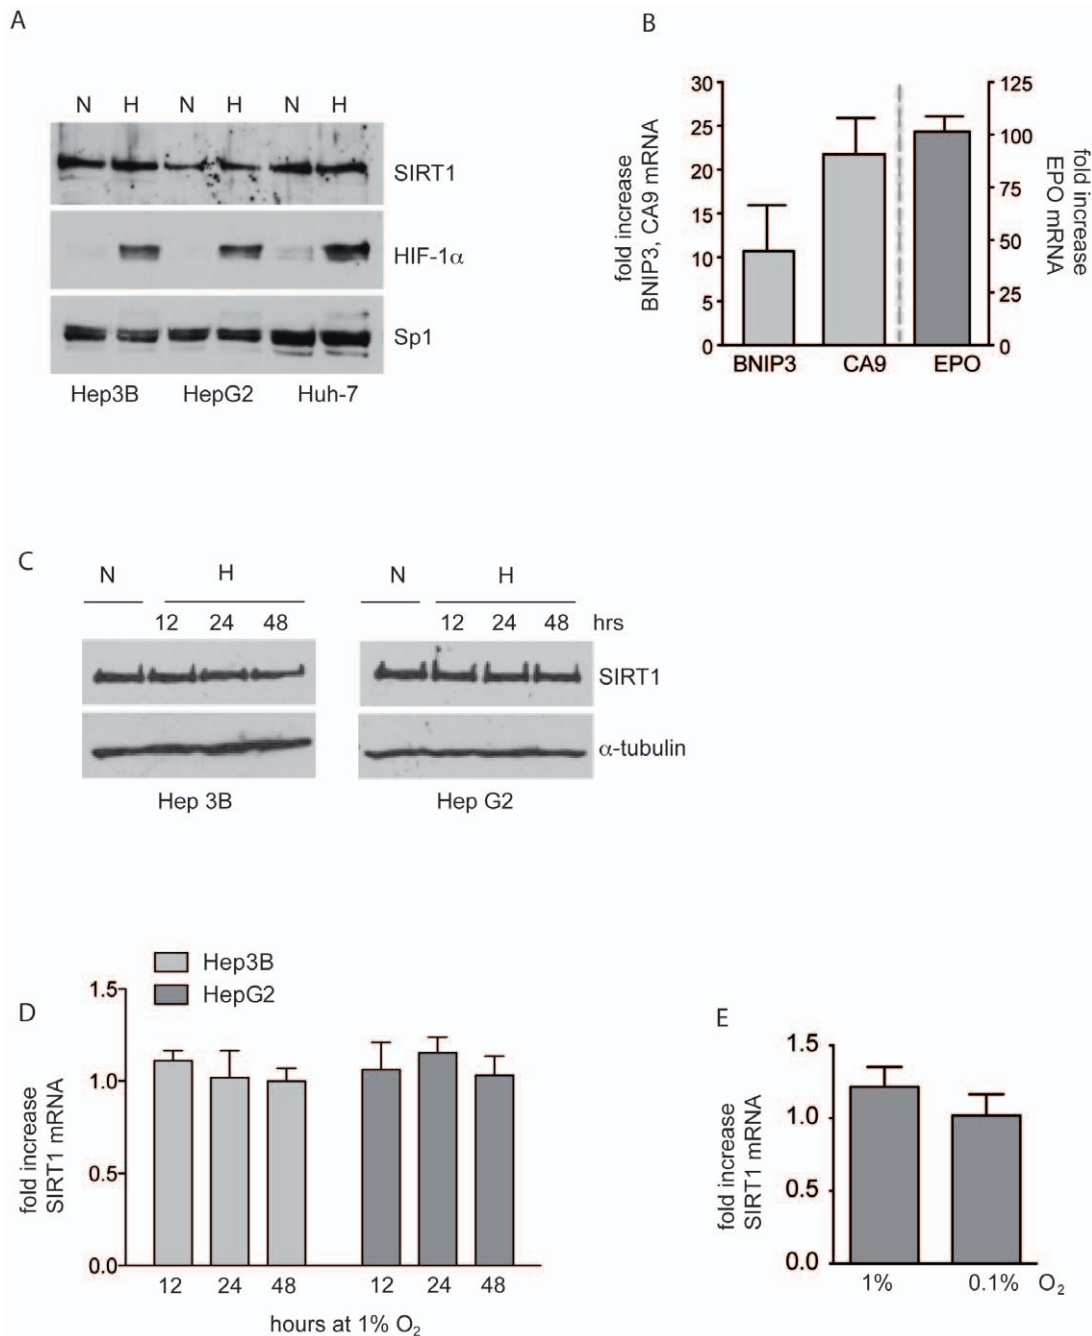 A
N H N H N H
SIRT1
HIF-1α
Sp1
Hep3B HepG2 Huh-7
B
fold increase
BNIP3, CA9 mRNA
30
25
20
15
10
5
0
125
100
75
50
25
0
fold increase
EPO mRNA
BNIP3 CA9 EPO
C
N H N H
12 24 48 12 24 48 hrs
SIRT1
α-tubulin
Hep 3B Hep G2
D
Hep3B
HepG2
fold increase
SIRT1 mRNA
1.5
1.0
0.5
0.0
12 24 48 12 24 48
hours at 1% O₂
E
fold increase
SIRT1 mRNA
1.5
1.0
0.5
0.0
1% 0.1% O₂